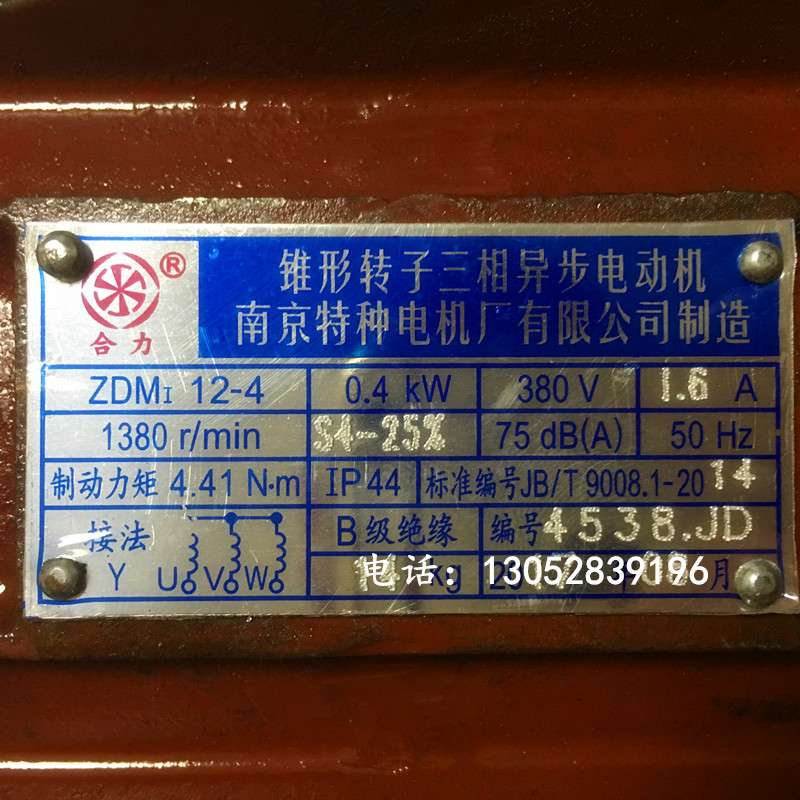 合力 ®
锥形转子三相异步电动机
南京特种电机厂有限公司制造
ZDMI 12-4 0.4 kW 380 V 1.6 A
1380 r/min S4-25% 75 dB(A) 50 Hz
制动力矩 4.41 N·m IP44 标准编号JB/T 9008.1-2014
接法 B级绝缘 编号4538.JD
Y U V W kg 月
电话：13052839196